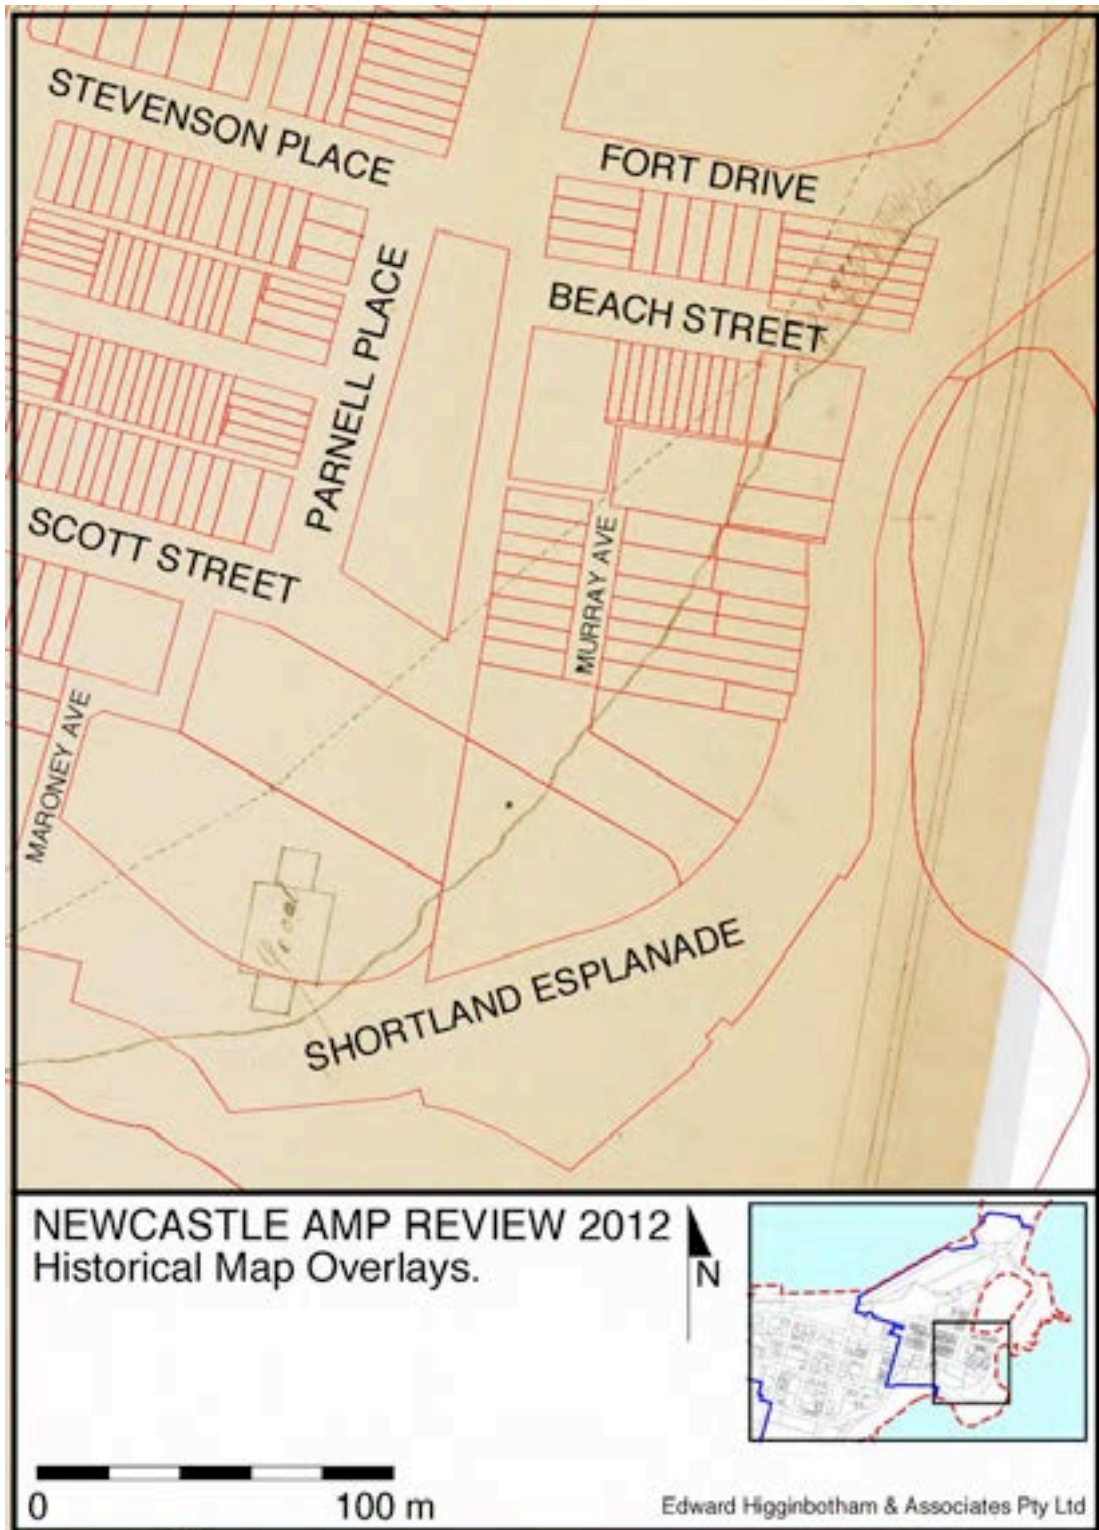 STEVENSON PLACE
FORT DRIVE
PARNELL PLACE
BEACH STREET
SCOTT STREET
MURRAY AVE
MARONEY AVE
SHORTLAND ESPLANADE
NEWCASTLE AMP REVIEW 2012
Historical Map Overlays.
N
0 100 m
Edward Higginbotham & Associates Pty Ltd